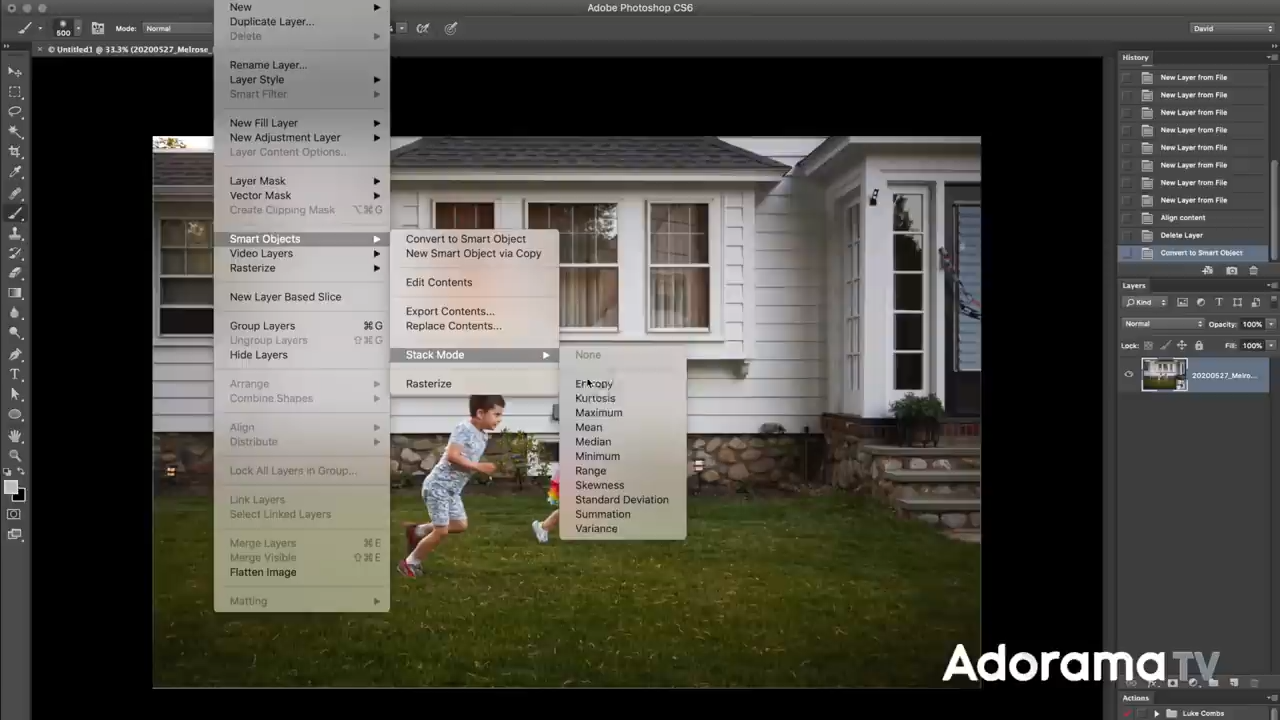 Adobe Photoshop CS6
500
Mode: Normal
David
© Untitled1 @ 33.3% (20200527_Melrose_
New
Duplicate Layer...
Delete
Rename Layer...
Layer Style
Smart Filter
New Fill Layer
New Adjustment Layer
Layer Content Options...
Layer Mask
Vector Mask
Create Clipping Mask ⌥⌘G
Smart Objects
Video Layers
Rasterize
New Layer Based Slice
Group Layers ⌘G
Ungroup Layers ⇧⌘G
Hide Layers
Arrange
Combine Shapes
Align
Distribute
Lock All Layers in Group...
Link Layers
Select Linked Layers
Merge Layers ⌘E
Merge Visible ⇧⌘E
Flatten Image
Matting
Convert to Smart Object
New Smart Object via Copy
Edit Contents
Export Contents...
Replace Contents...
Stack Mode
Rasterize
None
Entropy
Kurtosis
Maximum
Mean
Median
Minimum
Range
Skewness
Standard Deviation
Summation
Variance
History
New Layer from File
New Layer from File
New Layer from File
New Layer from File
New Layer from File
New Layer from File
New Layer from File
New Layer from File
Align content
Delete Layer
Convert to Smart Object
Layers
Kind
Normal Opacity: 100%
Lock: Fill: 100%
20200527_Melro...
Adorama TV
Actions
Luke Combs